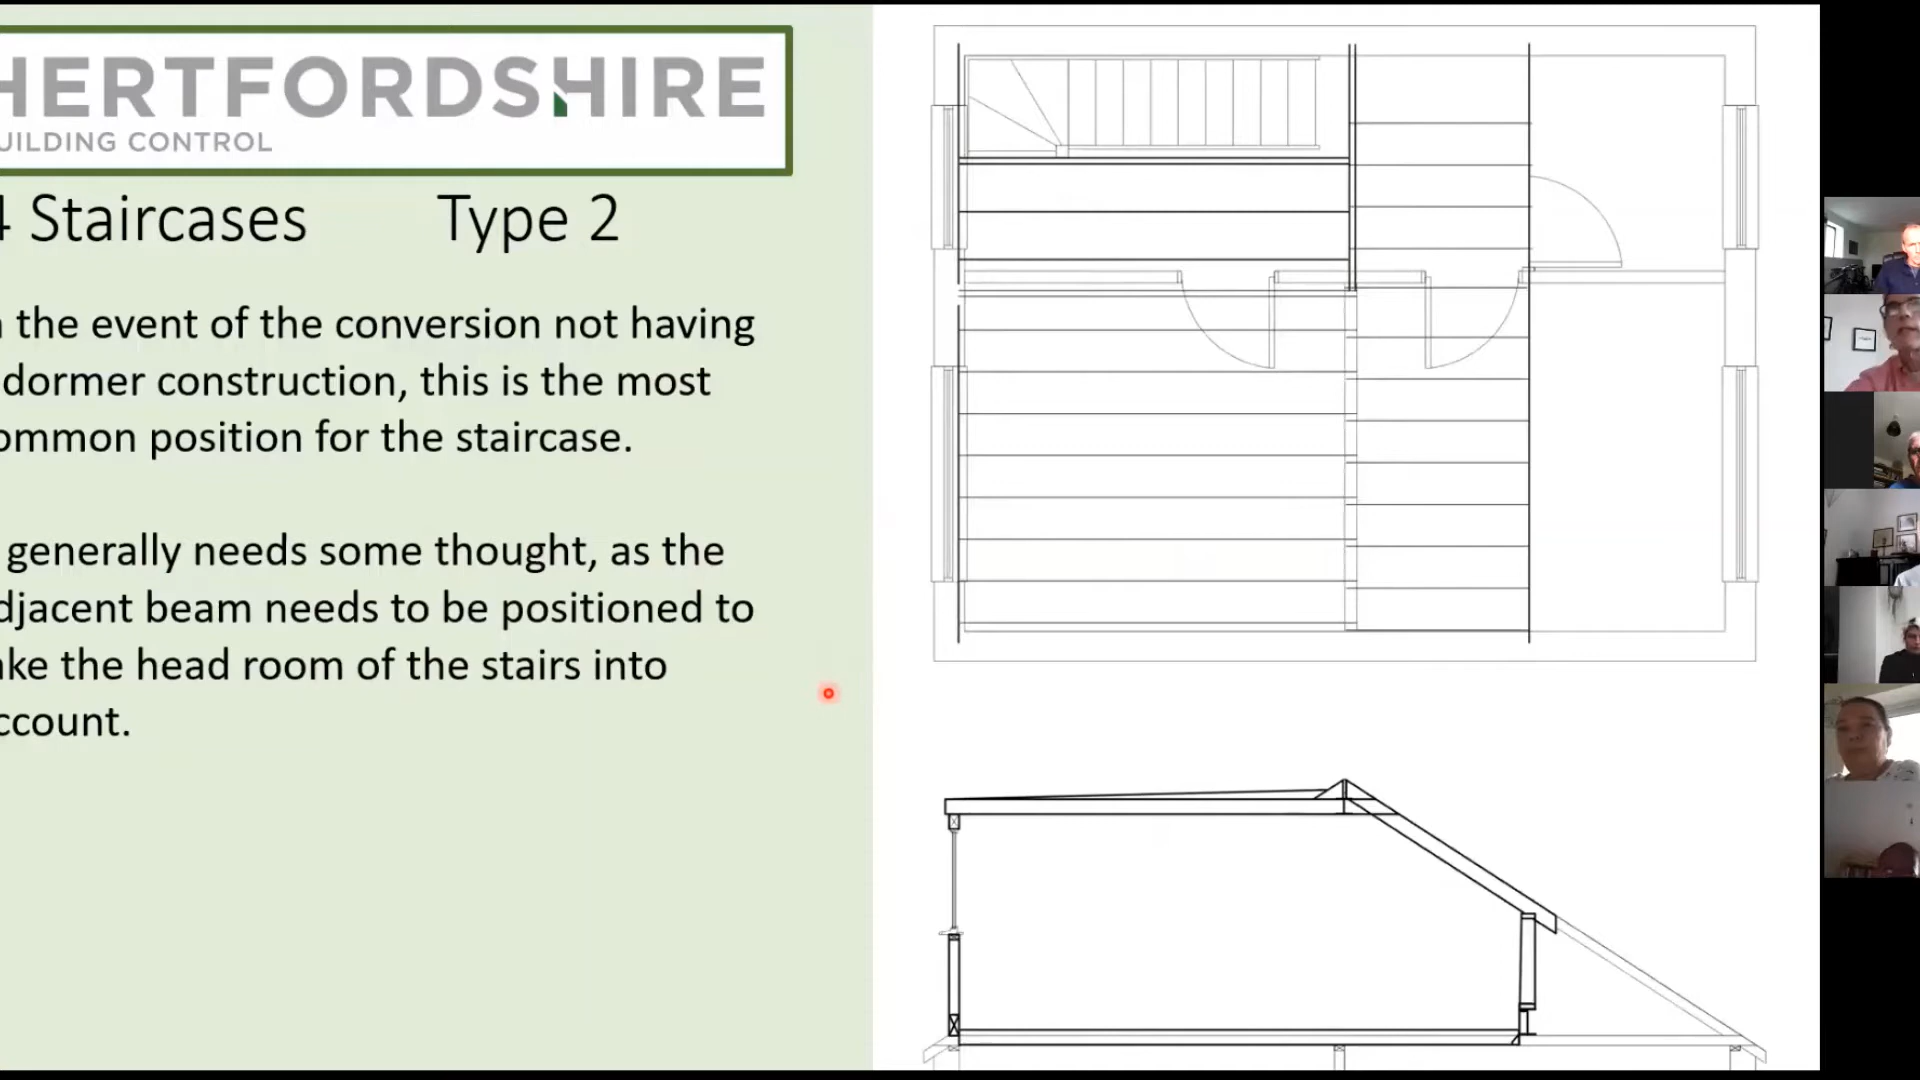 HERTFORDSHIRE
UILDING CONTROL
4 Staircases Type 2
the event of the conversion not having
dormer construction, this is the most
ommon position for the staircase.
generally needs some thought, as the
djacent beam needs to be positioned to
ake the head room of the stairs into
ccount.